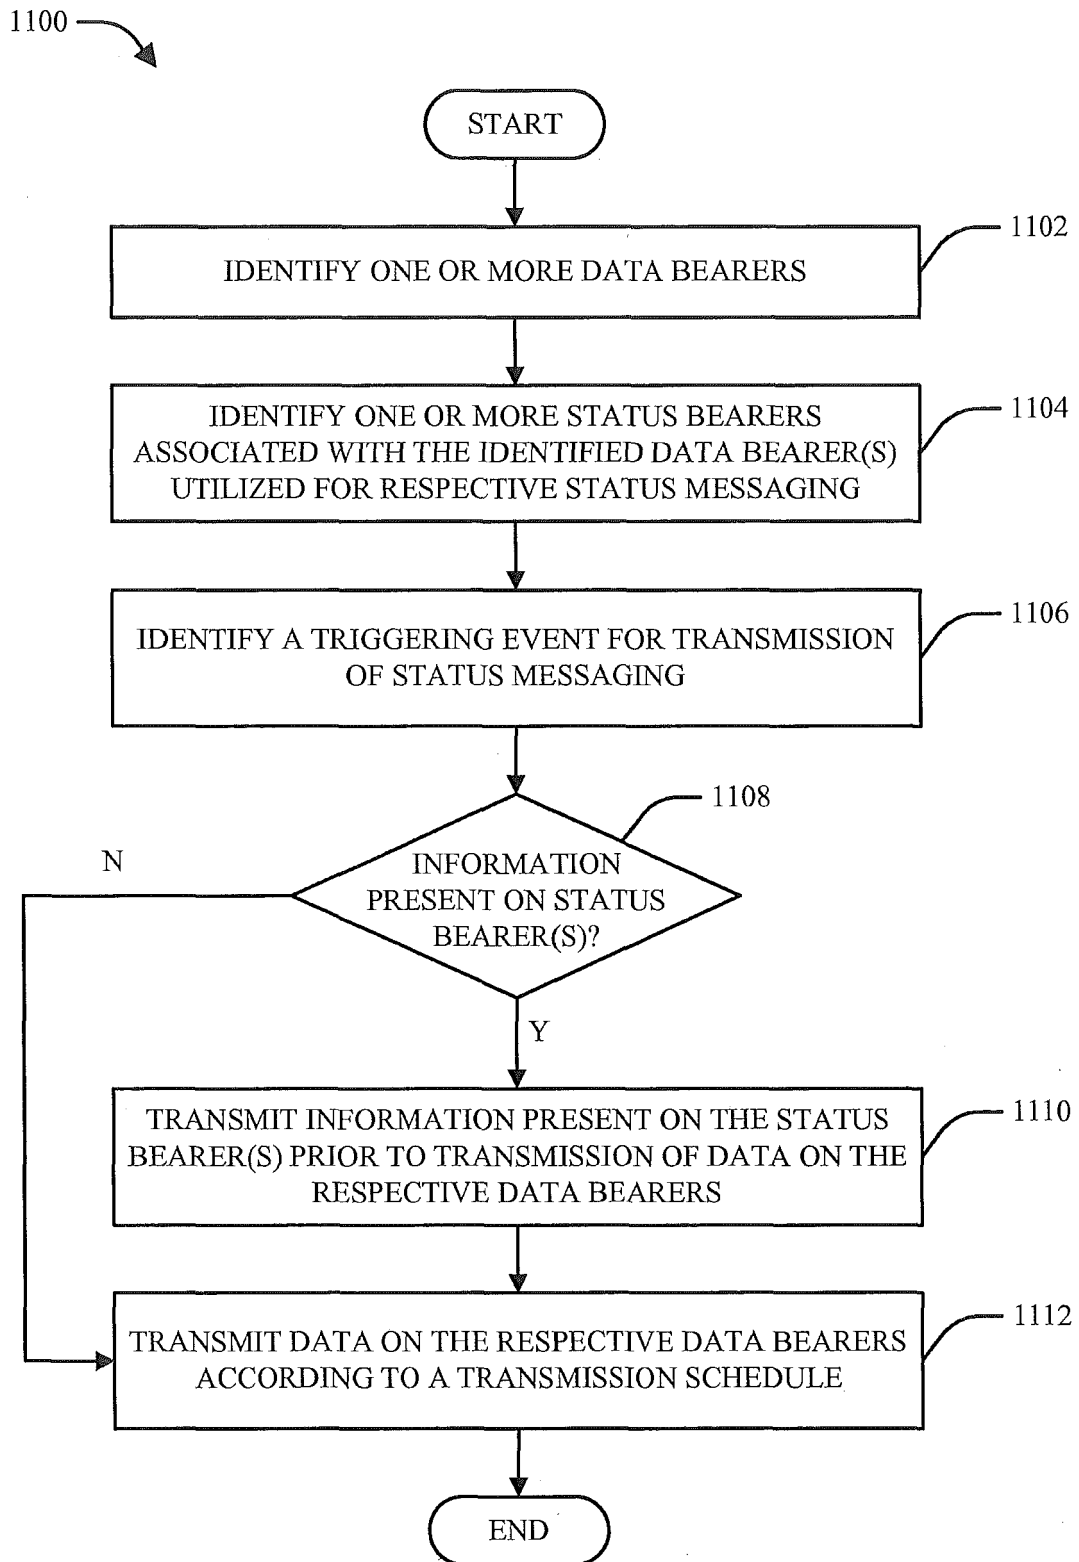 1100
START
1102
IDENTIFY ONE OR MORE DATA BEARERS
1104
IDENTIFY ONE OR MORE STATUS BEARERS
ASSOCIATED WITH THE IDENTIFIED DATA BEARER(S)
UTILIZED FOR RESPECTIVE STATUS MESSAGING
1106
IDENTIFY A TRIGGERING EVENT FOR TRANSMISSION
OF STATUS MESSAGING
1108
N
INFORMATION
PRESENT ON STATUS
BEARER(S)?
Y
1110
TRANSMIT INFORMATION PRESENT ON THE STATUS
BEARER(S) PRIOR TO TRANSMISSION OF DATA ON THE
RESPECTIVE DATA BEARERS
1112
TRANSMIT DATA ON THE RESPECTIVE DATA BEARERS
ACCORDING TO A TRANSMISSION SCHEDULE
END